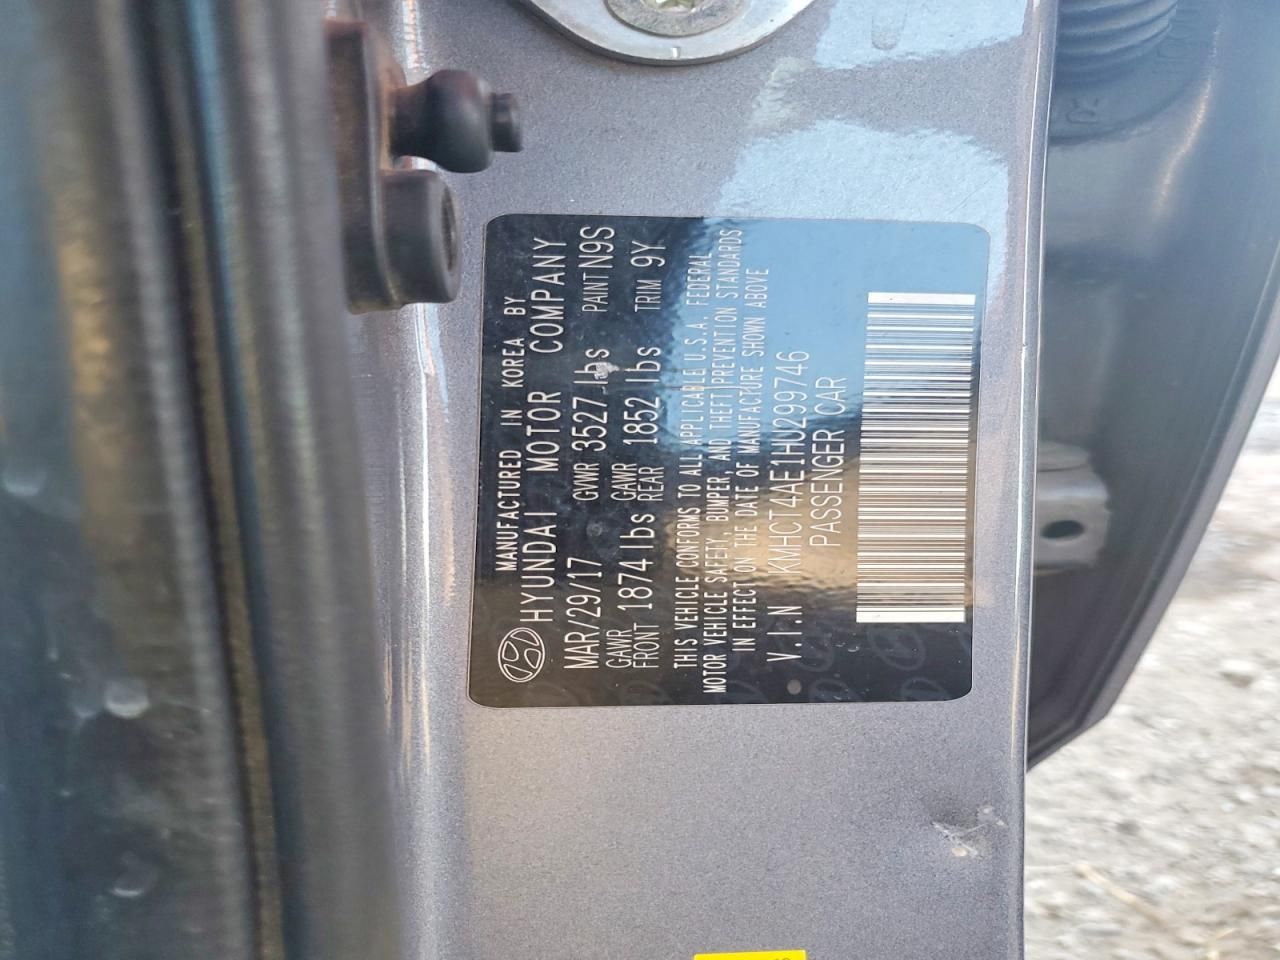 MANUFACTURED IN KOREA BY
HYUNDAI MOTOR COMPANY
MAR/29/17 GVWR 3527 lbs PAINT N9S
GAWR FRONT 1874 lbs GAWR REAR 1852 lbs TRIM 9Y
THIS VEHICLE CONFORMS TO ALL APPLICABLE U.S.A. FEDERAL
MOTOR VEHICLE SAFETY, BUMPER, AND THEFT PREVENTION STANDARDS
IN EFFECT ON THE DATE OF MANUFACTURE SHOWN ABOVE
V.I.N KMHCT4AE1HU299746
PASSENGER CAR